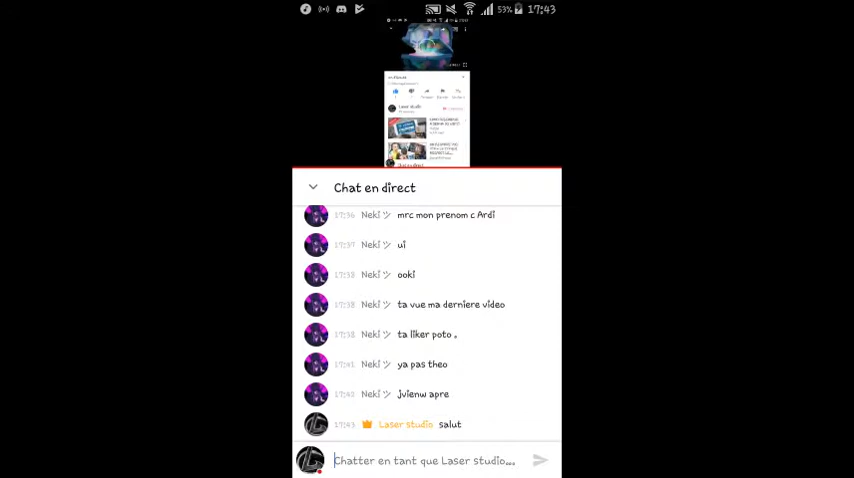 53% 17:43
Laser studio
Chat en direct
17:36 Neki ツ mrc mon prenom c Ardi
17:37 Neki ツ ui
17:38 Neki ツ ooki
17:38 Neki ツ ta vue ma derniere video
17:38 Neki ツ ta liker poto .
17:41 Neki ツ ya pas theo
17:42 Neki ツ jvienw apre
17:43 Laser studio salut
Chatter en tant que Laser studio...